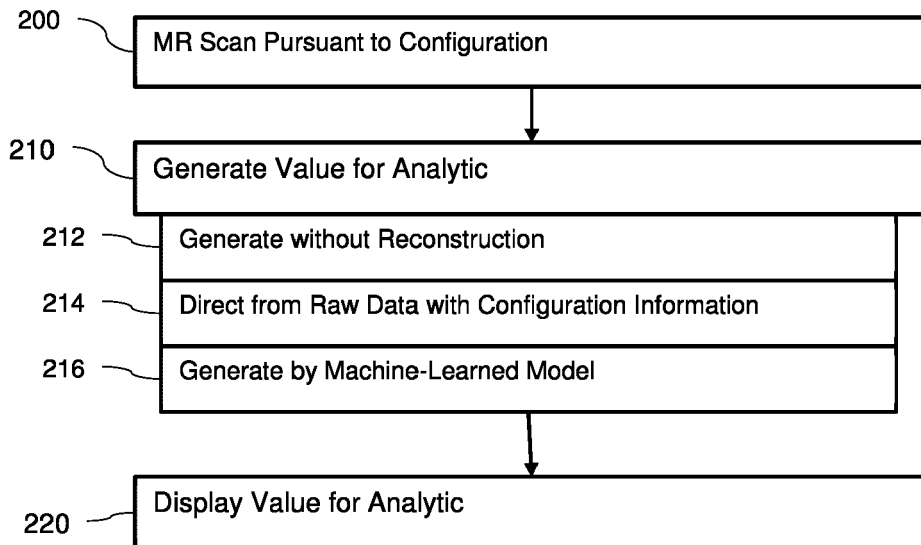 200 MR Scan Pursuant to Configuration
210 Generate Value for Analytic
212 Generate without Reconstruction
214 Direct from Raw Data with Configuration Information
216 Generate by Machine-Learned Model
220 Display Value for Analytic